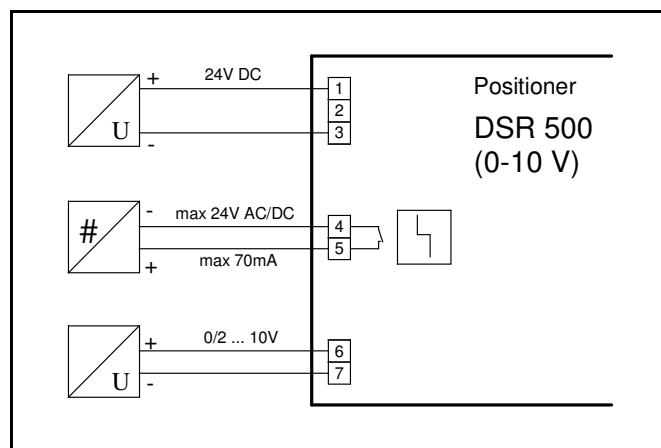 + 24V DC 1
2
U - 3
Positioner
DSR 500
(0-10 V)
- max 24V AC/DC 4
#
+ max 70mA 5
+ 0/2 ... 10V 6
U - 7